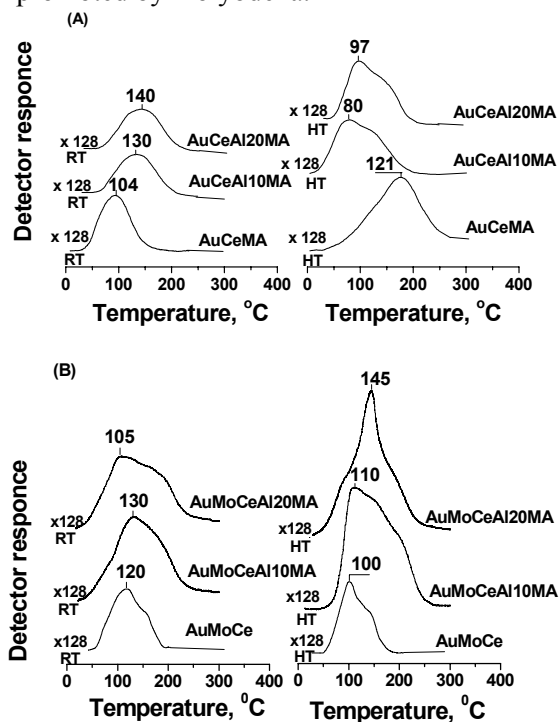 (A)
Detector responce
140
x 128
RT
AuCeAl20MA
130
x 128
RT
AuCeAl10MA
104
x 128
RT
AuCeMA
0 100 200 300 400
Temperature, °C
97
x 128
HT
AuCeAl20MA
80
x 128
HT
AuCeAl10MA
121
x 128
HT
AuCeMA
0 100 200 300 400
Temperature, °C
(B)
Detector responce
105
x128
RT
AuMoCeAl20MA
130
x128
RT
AuMoCeAl10MA
120
x128
RT
AuMoCe
0 100 200 300 400
Temperature, ⁰C
145
x128
HT
AuMoCeAl20MA
110
x128
HT
AuMoCeAl10MA
100
x128
HT
AuMoCe
0 100 200 300 400
Temperature, ⁰C